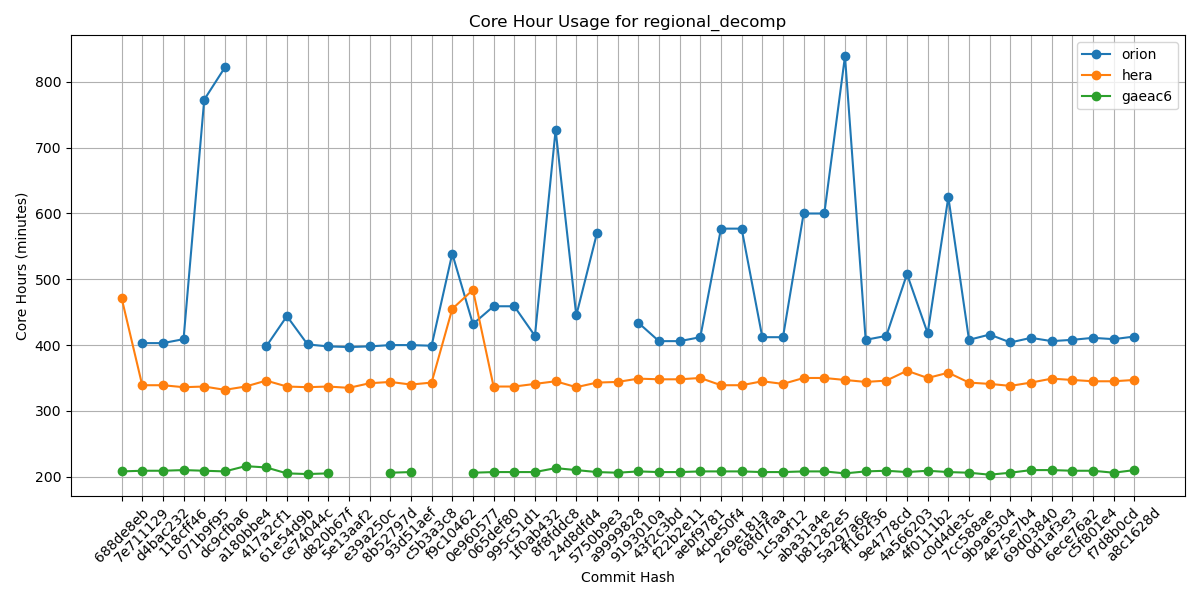 Core Hour Usage for regional_decomp
orion
hera
gaeac6
Core Hours (minutes)
800
700
600
500
400
300
200
688de8eb
7e711129
d4bac232
118cff46
071b9f95
dc9cfba6
a180bbe4
417a2cf1
61e54d9b
ce74044c
d820b67f
5e13aaf2
e39a250c
8b52797d
93d51aef
c5b3a3c8
f9c10462
0e960577
065def80
995c51d1
1f0ab432
8f8fddc8
24d8dfd4
5750b9e3
a9999828
9193010a
43f253bd
f22b2e11
aebf9781
4cbe50f4
269e181a
68fd7faa
1c5a9f12
aba31a4e
b81282e5
5a297a6e
ff162f36
9e4778cd
4a566203
4f011b2
c0d4de3c
7cc588ae
9b9a6304
4e75e7b4
69d03840
0d1af3e3
6ece76a2
c5f801e4
f7d8b0cd
a8c1628d
Commit Hash